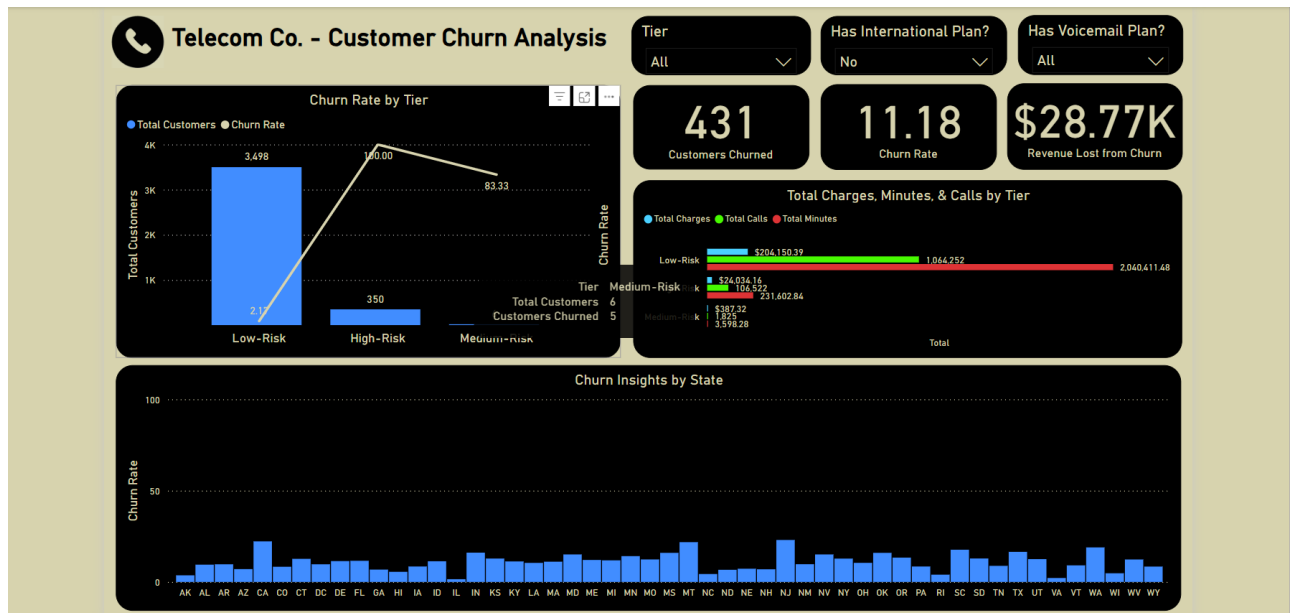 Telecom Co. - Customer Churn Analysis
Tier
All
Has International Plan?
No
Has Voicemail Plan?
All
Churn Rate by Tier
Total Customers Churn Rate
Total Customers
4K
3K
2K
1K
3,498
100.00
83.33
350
Churn Rate
Low-Risk High-Risk Medium-Risk
Tier Medium-Risk
Total Customers 6
Customers Churned 5
431
Customers Churned
11.18
Churn Rate
$28.77K
Revenue Lost from Churn
Total Charges, Minutes, & Calls by Tier
Total Charges Total Calls Total Minutes
Low-Risk
$204,150.39
1,064,252
2,040,411.48
$24,034.16
106,522
231,602.84
Medium-Risk
$387.32
1,825
3,598.28
Total
Churn Insights by State
Churn Rate
100
50
0
AK AL AR AZ CA CO CT DC DE FL GA HI IA ID IL IN KS KY LA MA MD ME MI MN MO MS MT NC ND NE NH NJ NM NV NY OH OK OR PA RI SC SD TN TX UT VA VT WA WI WV WY